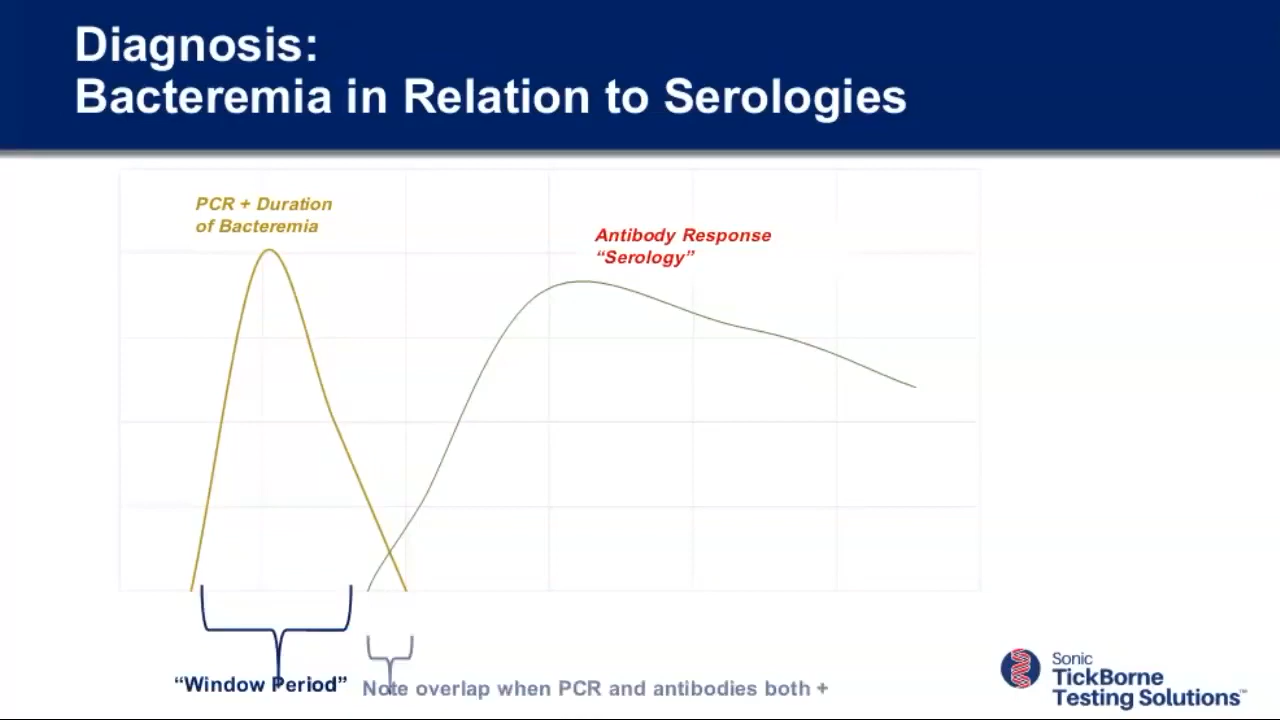 Diagnosis:
Bacteremia in Relation to Serologies
PCR + Duration
of Bacteremia
Antibody Response
“Serology”
“Window Period”
Note overlap when PCR and antibodies both +
Sonic
TickBorne
Testing Solutions™